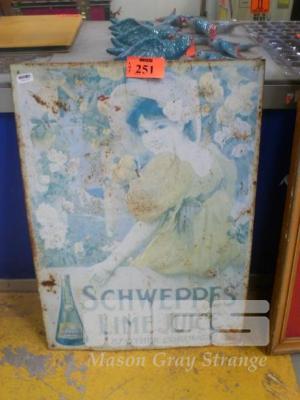 251
SCHWEPPES
LIME JUICE
Mason Gray Strange